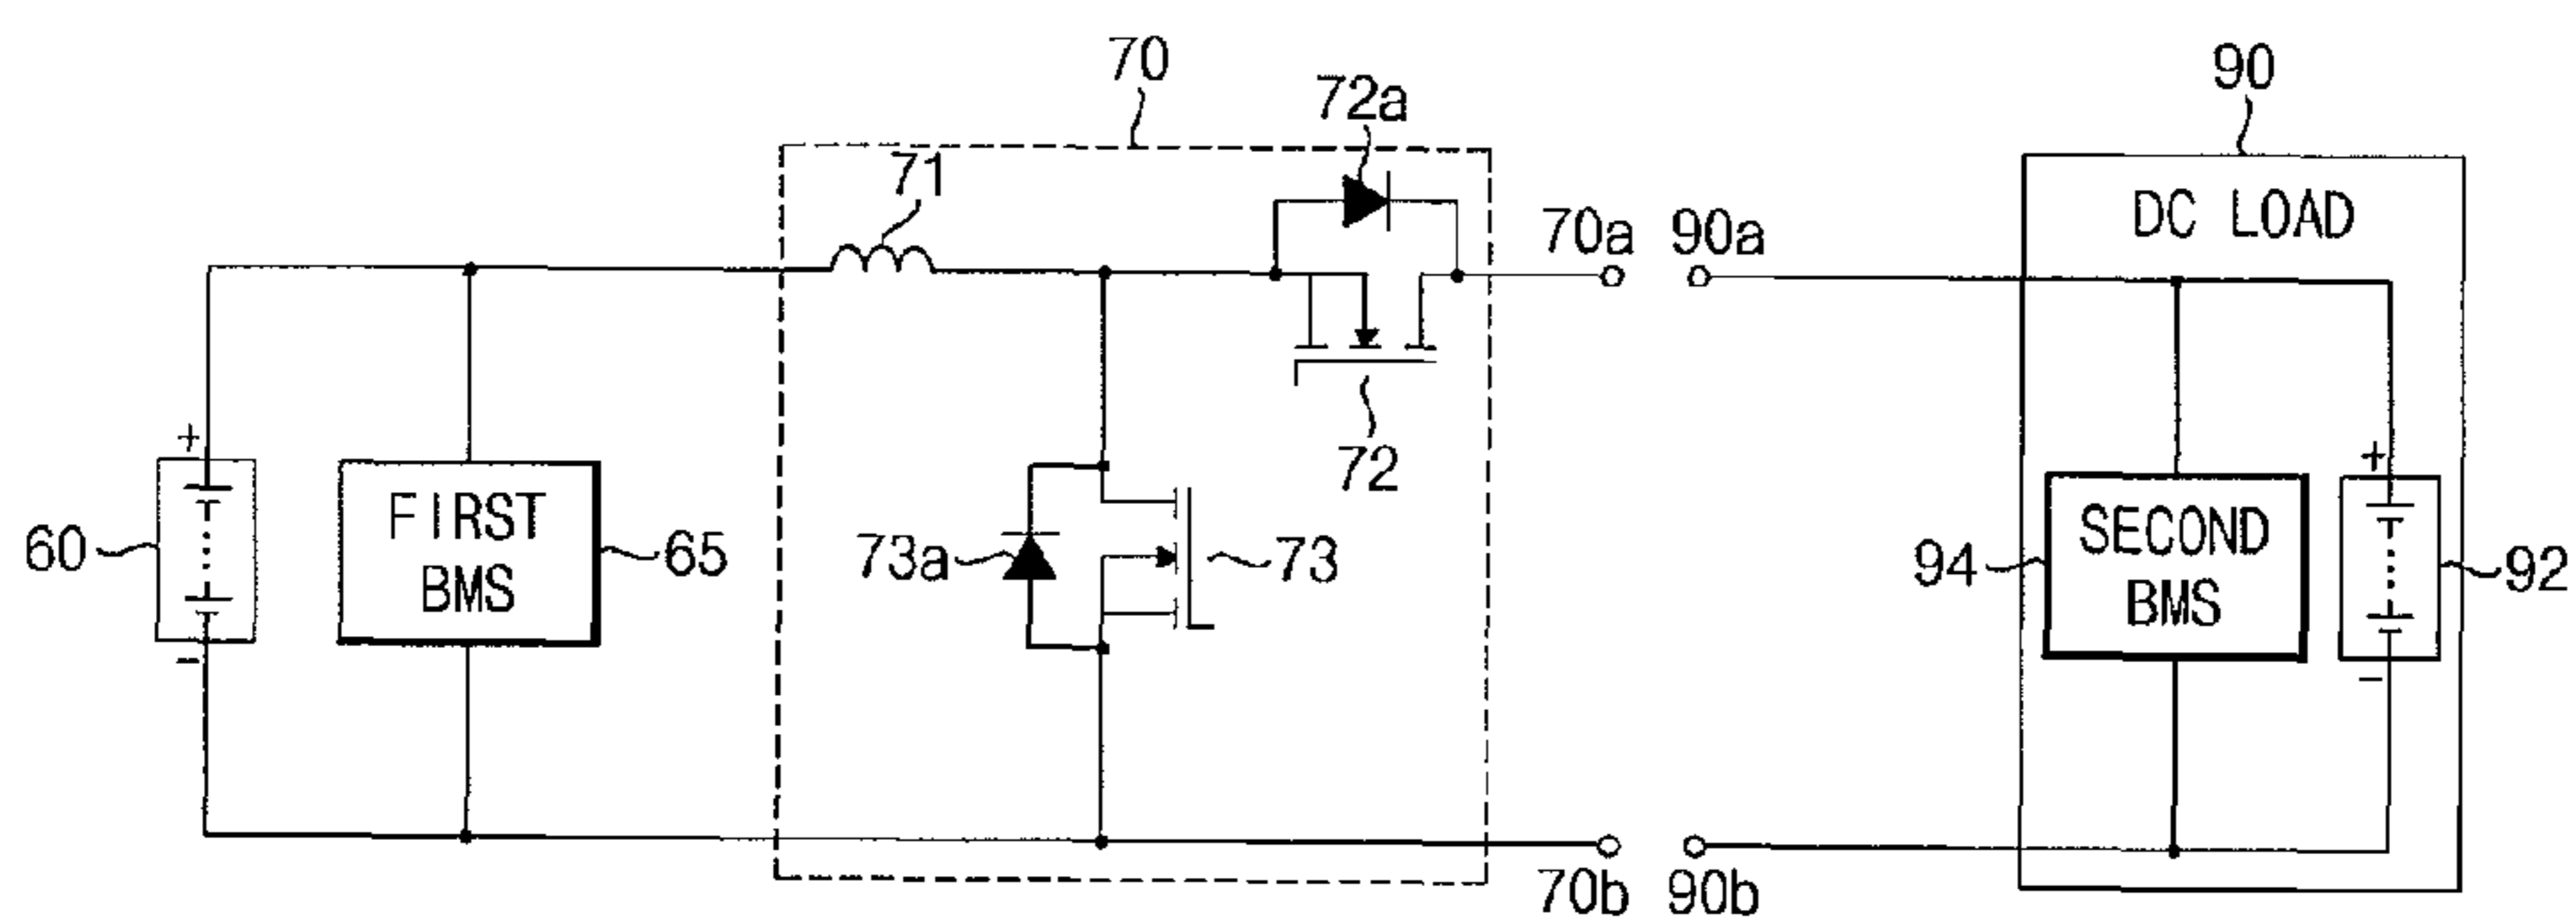 70
90
72a
71
DC LOAD
70a
90a
72
+
-
60
FIRST
BMS
65
73a
73
94
SECOND
BMS
+
-
92
70b
90b